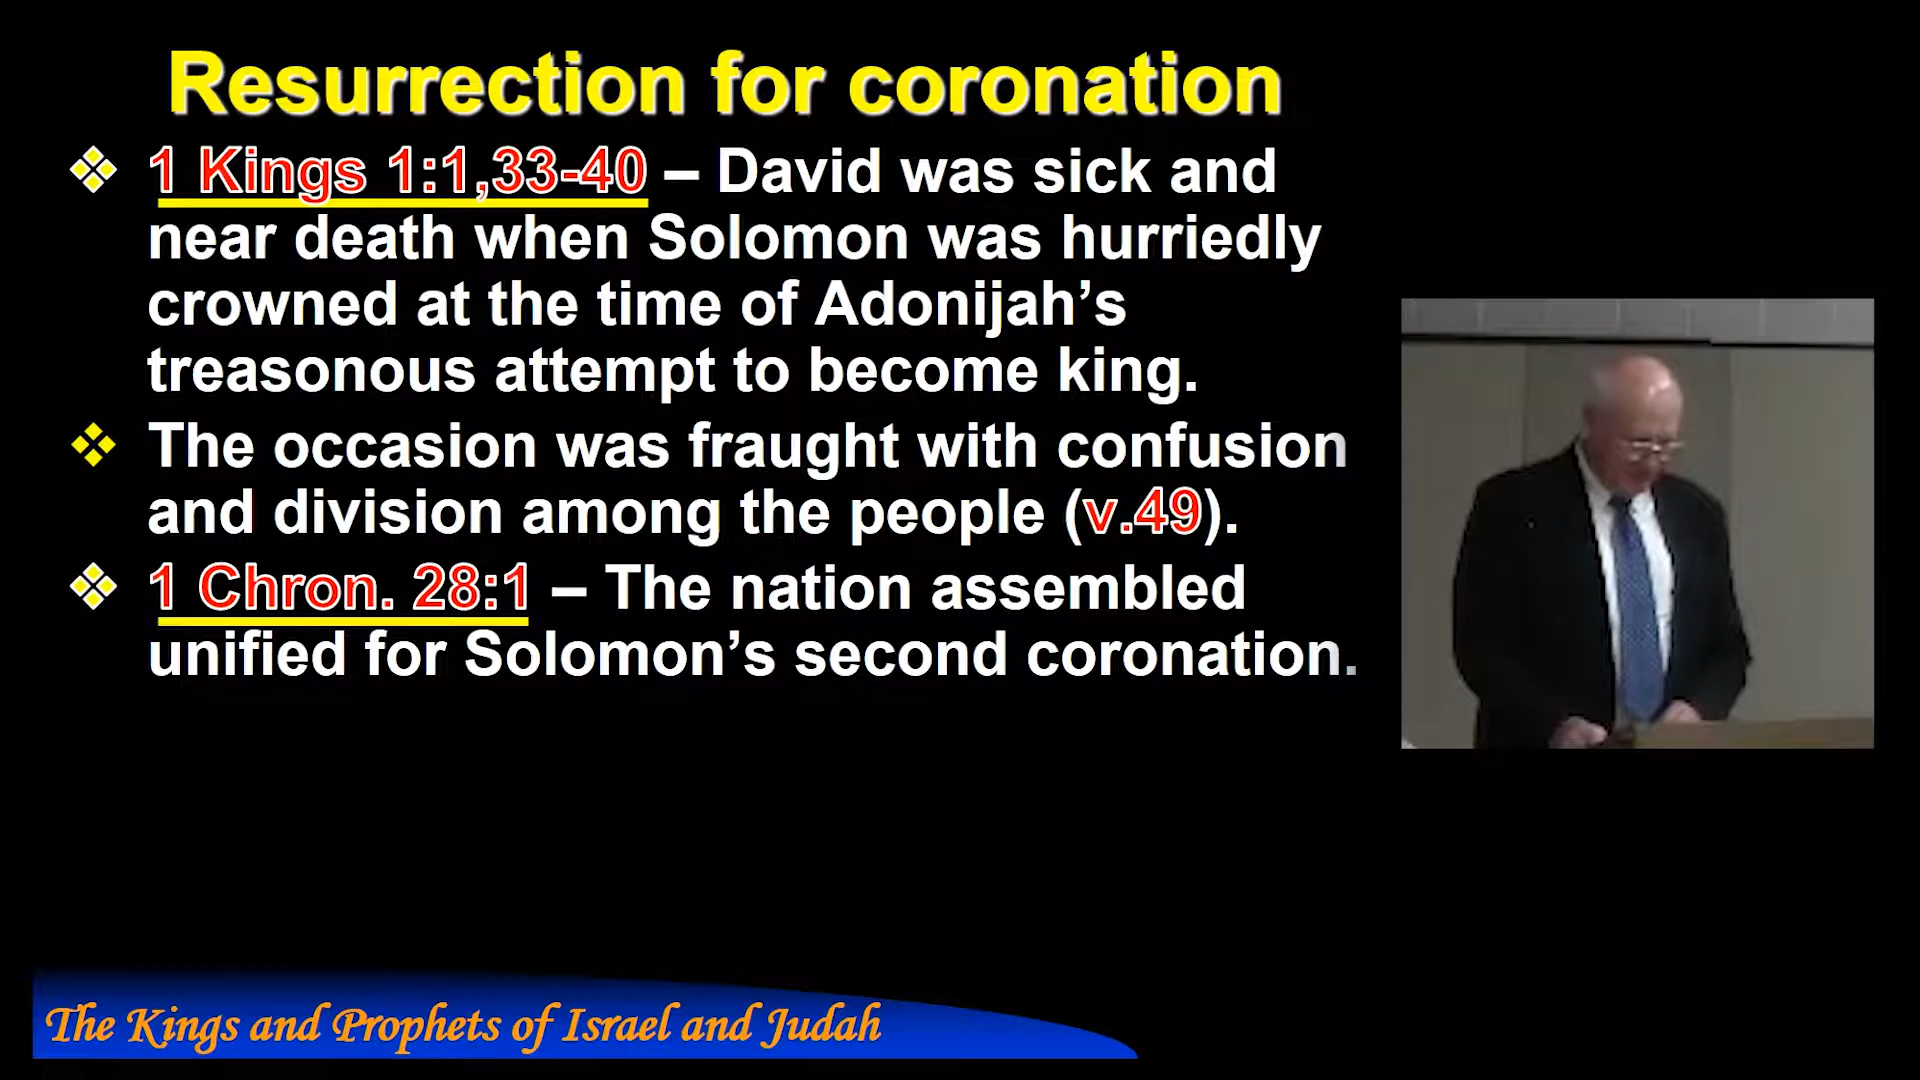 Resurrection for coronation
1 Kings 1:1,33-40 – David was sick and
near death when Solomon was hurriedly
crowned at the time of Adonijah’s
treasonous attempt to become king.
The occasion was fraught with confusion
and division among the people (v.49).
1 Chron. 28:1 – The nation assembled
unified for Solomon’s second coronation.
The Kings and Prophets of Israel and Judah